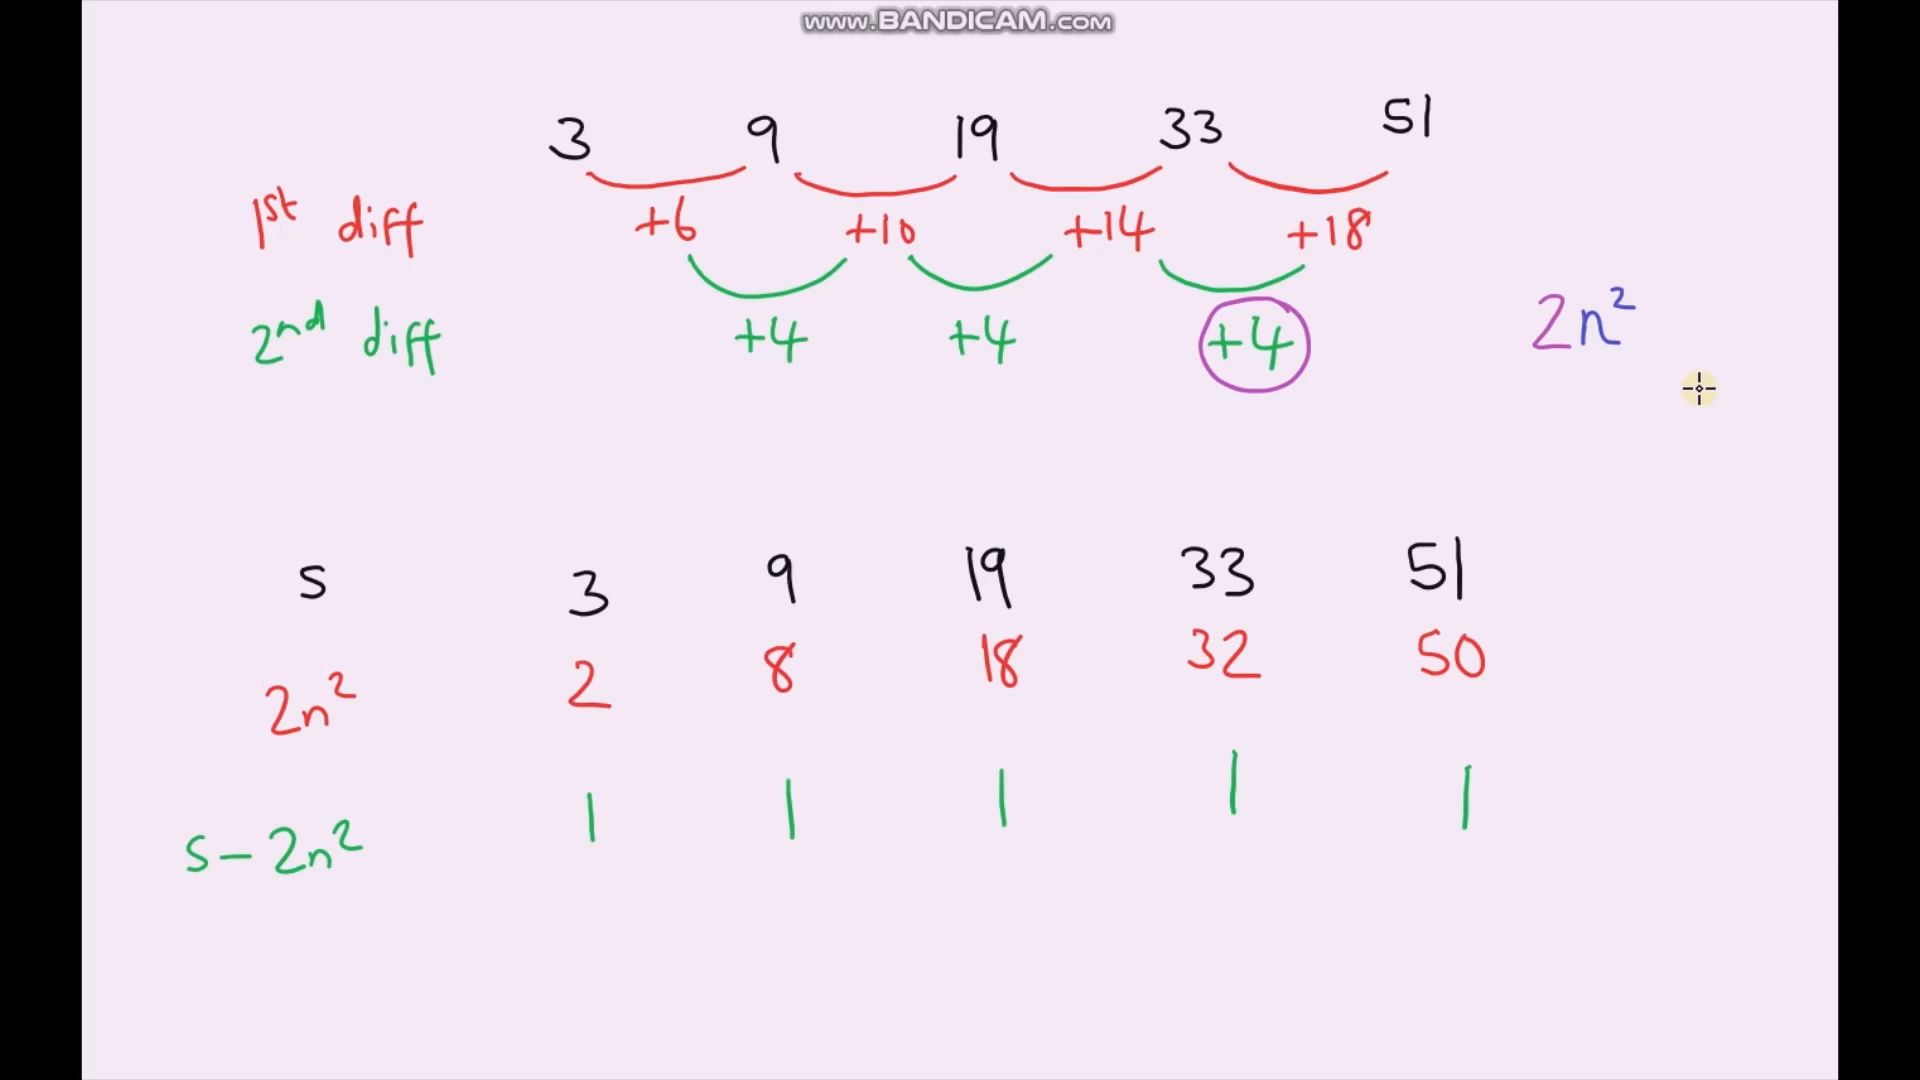 www.BANDICAM.com
3 9 19 33 51
1st diff +6 +10 +14 +18
2nd diff +4 +4 +4 2n²
s 3 9 19 33 51
2n² 2 8 18 32 50
s - 2n² 1 1 1 1 1